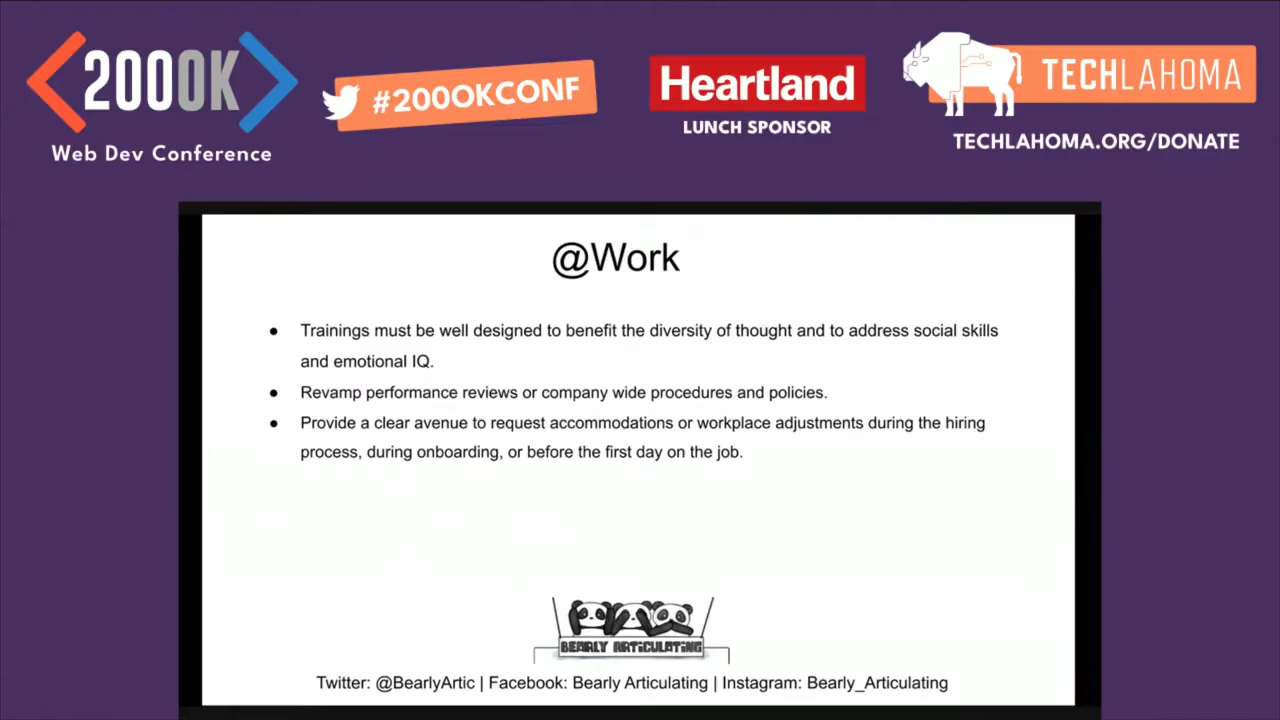 200OK
Web Dev Conference
#200OKCONF
Heartland
LUNCH SPONSOR
TECHLAHOMA
TECHLAHOMA.ORG/DONATE
@Work
● Trainings must be well designed to benefit the diversity of thought and to address social skills
and emotional IQ.
● Revamp performance reviews or company wide procedures and policies.
● Provide a clear avenue to request accommodations or workplace adjustments during the hiring
process, during onboarding, or before the first day on the job.
BEARLY ARTICULATING
Twitter: @BearlyArtic | Facebook: Bearly Articulating | Instagram: Bearly_Articulating